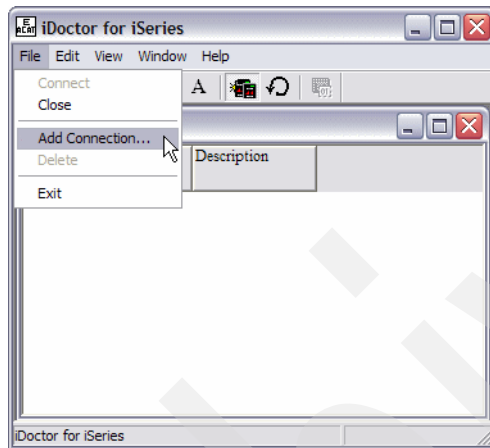 iDoctor for iSeries
File Edit View Window Help
A
Connect
Close
Add Connection...
Delete
Exit
Description
iDoctor for iSeries